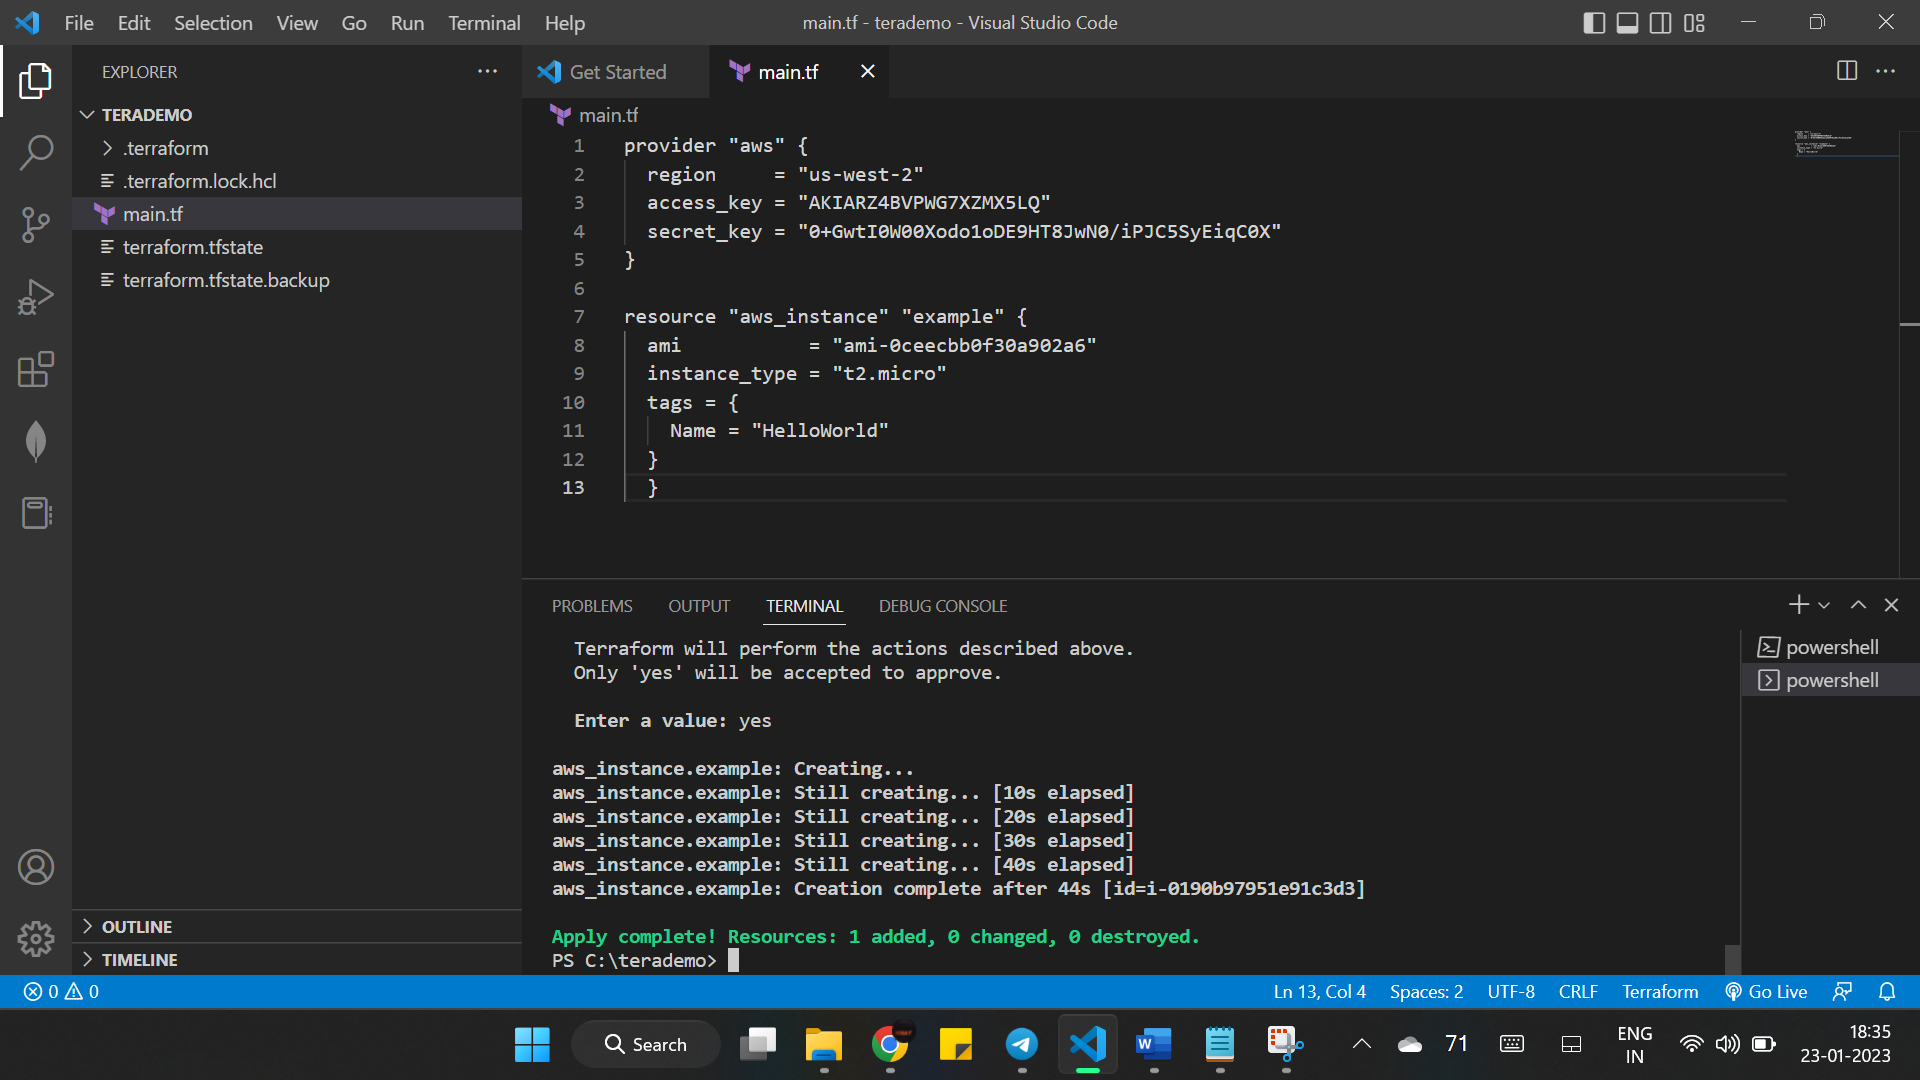 File Edit Selection View Go Run Terminal Help
main.tf - terademo - Visual Studio Code
EXPLORER
TERADEMO
.terraform
.terraform.lock.hcl
main.tf
terraform.tfstate
terraform.tfstate.backup
OUTLINE
TIMELINE
Get Started
main.tf
main.tf
1 provider "aws" {
2 region = "us-west-2"
3 access_key = "AKIARZ4BVPWG7XZMX5LQ"
4 secret_key = "0+GwtI0W00Xodo1oDE9HT8JwN0/iPJC5SyEiqC0X"
5 }
6
7 resource "aws_instance" "example" {
8 ami = "ami-0ceecbb0f30a902a6"
9 instance_type = "t2.micro"
10 tags = {
11 Name = "HelloWorld"
12 }
13 }
PROBLEMS OUTPUT TERMINAL DEBUG CONSOLE
Terraform will perform the actions described above.
Only 'yes' will be accepted to approve.
Enter a value: yes
aws_instance.example: Creating...
aws_instance.example: Still creating... [10s elapsed]
aws_instance.example: Still creating... [20s elapsed]
aws_instance.example: Still creating... [30s elapsed]
aws_instance.example: Still creating... [40s elapsed]
aws_instance.example: Creation complete after 44s [id=i-0190b97951e91c3d3]
Apply complete! Resources: 1 added, 0 changed, 0 destroyed.
PS C:\terademo>
powershell
powershell
0 0
Ln 13, Col 4 Spaces: 2 UTF-8 CRLF Terraform Go Live
Search
71
ENG
IN
18:35
23-01-2023